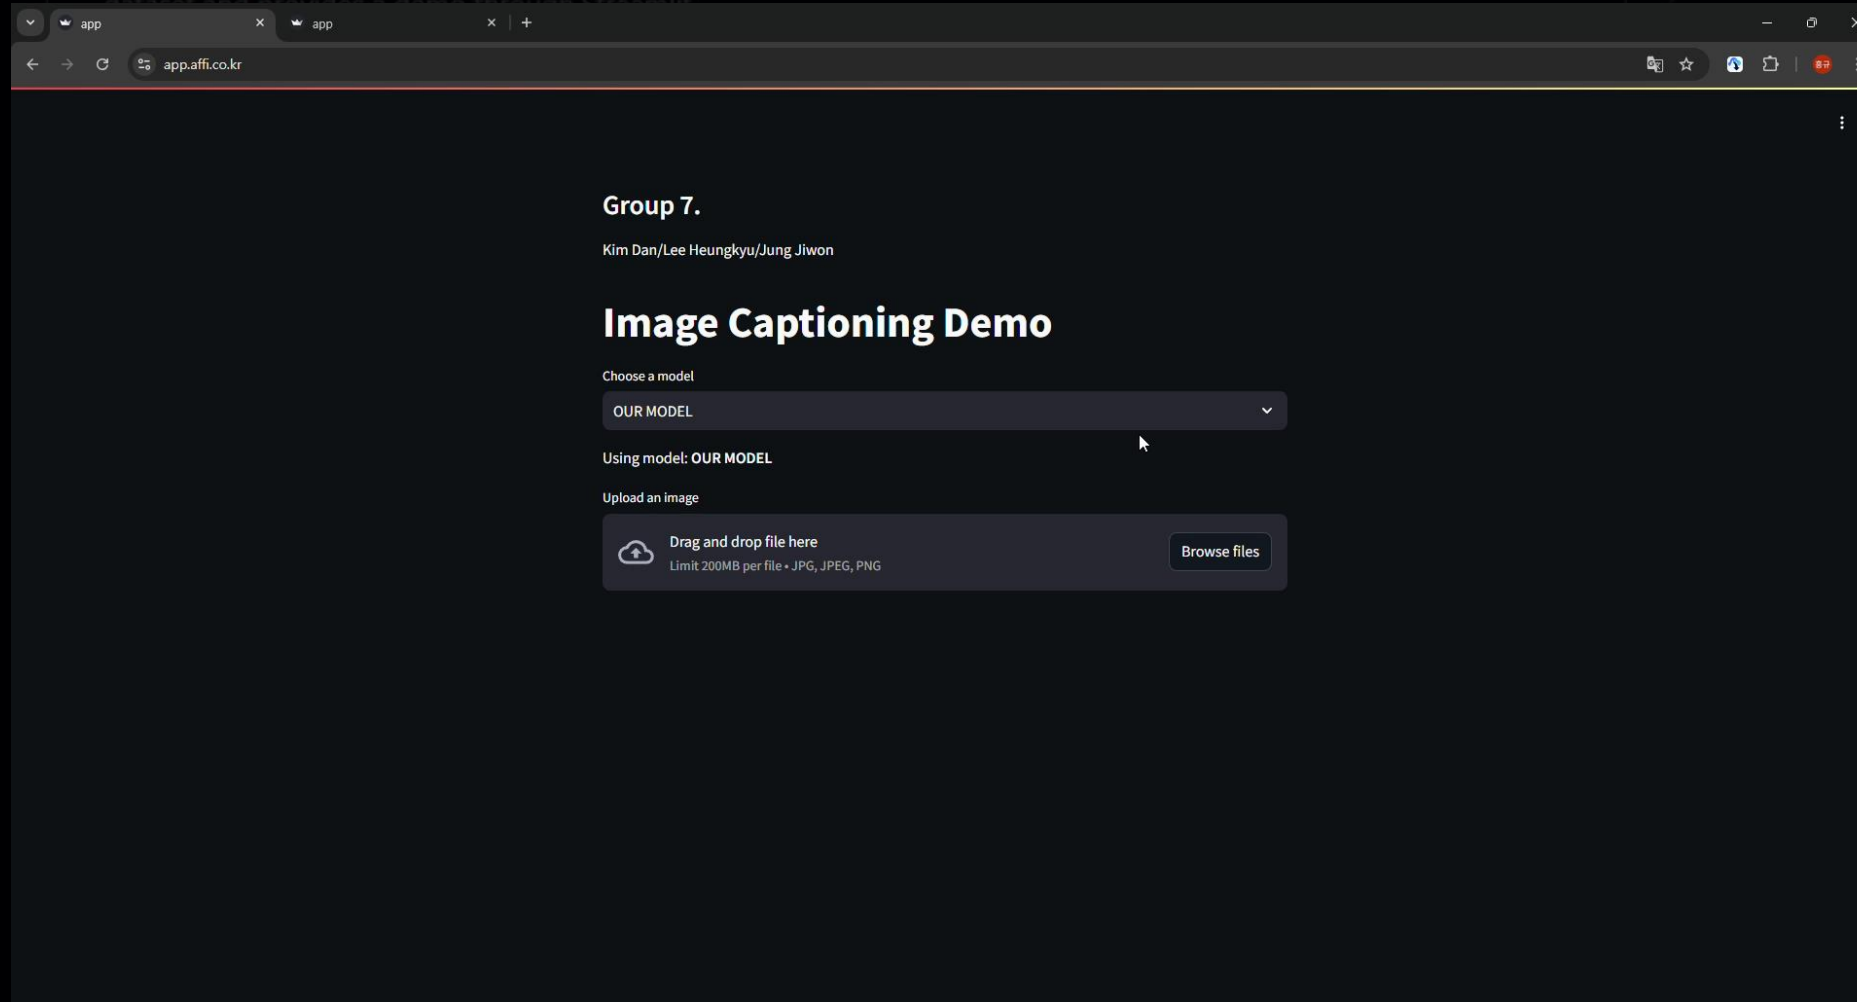 app
app
app.affi.co.kr
흥규
Group 7.
Kim Dan/Lee Heungkyu/Jung Jiwon
Image Captioning Demo
Choose a model
OUR MODEL
Using model: OUR MODEL
Upload an image
Drag and drop file here
Limit 200MB per file • JPG, JPEG, PNG
Browse files